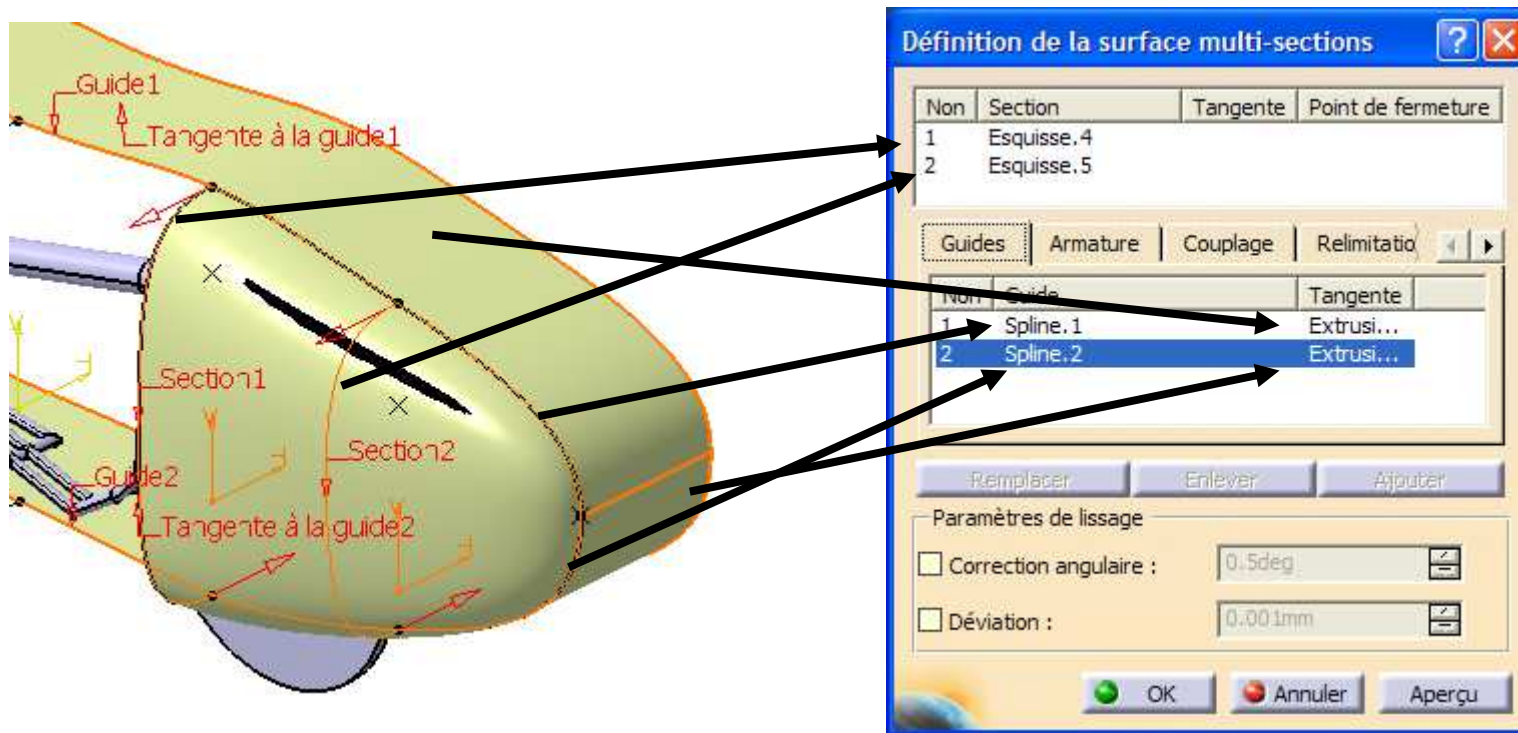 Guide1
Tangente à la guide1
Section1
Section2
Guide2
Tangente à la guide2
Définition de la surface multi-sections
Non Section Tangente Point de fermeture
1 Esquisse.4
2 Esquisse.5
Guides Armature Couplage Relimitatio
Non Guide Tangente
1 Spline.1 Extrusi...
2 Spline.2 Extrusi...
Remplacer Enlever Ajouter
Paramètres de lissage
Correction angulaire : 0.5deg
Déviation : 0.001mm
OK Annuler Aperçu